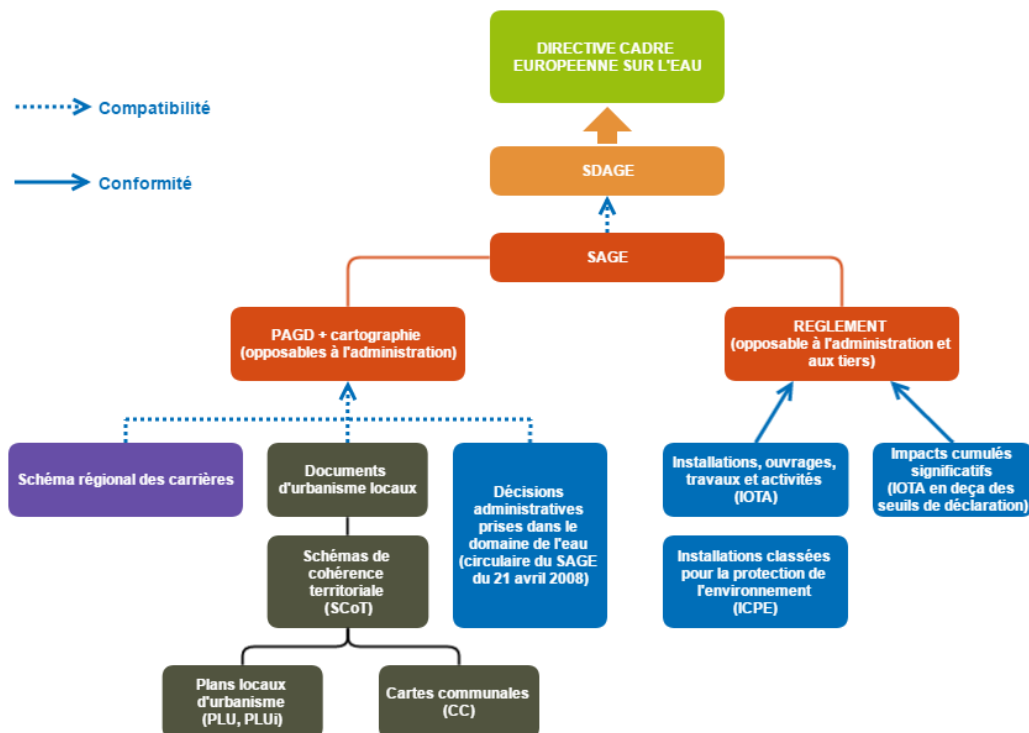 DIRECTIVE CADRE
EUROPEENNE SUR L'EAU
Compatibilité
Conformité
SDAGE
SAGE
PAGD + cartographie
(opposables à l'administration)
REGLEMENT
(opposable à l'administration et
aux tiers)
Schéma régional des carrières
Documents
d'urbanisme locaux
Décisions
administratives
prises dans le
domaine de l'eau
(circulaire du SAGE
du 21 avril 2008)
Installations, ouvrages,
travaux et activités
(IOTA)
Impacts cumulés
significatifs
(IOTA en deça des
seuils de déclaration)
Schémas de
cohérence
territoriale
(SCoT)
Installations classées
pour la protection de
l'environnement
(ICPE)
Plans locaux
d'urbanisme
(PLU, PLUi)
Cartes communales
(CC)